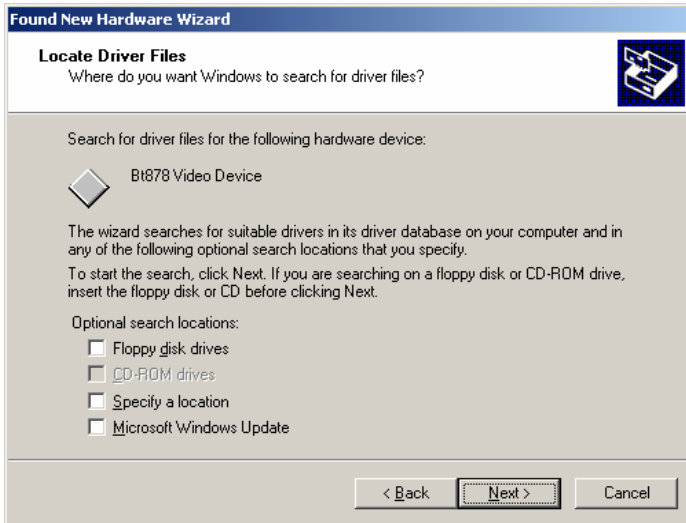 Found New Hardware Wizard
Locate Driver Files
Where do you want Windows to search for driver files?
Search for driver files for the following hardware device:
Bt878 Video Device
The wizard searches for suitable drivers in its driver database on your computer and in
any of the following optional search locations that you specify.
To start the search, click Next. If you are searching on a floppy disk or CD-ROM drive,
insert the floppy disk or CD before clicking Next.
Optional search locations:
Floppy disk drives
CD-ROM drives
Specify a location
Microsoft Windows Update
< Back Next > Cancel